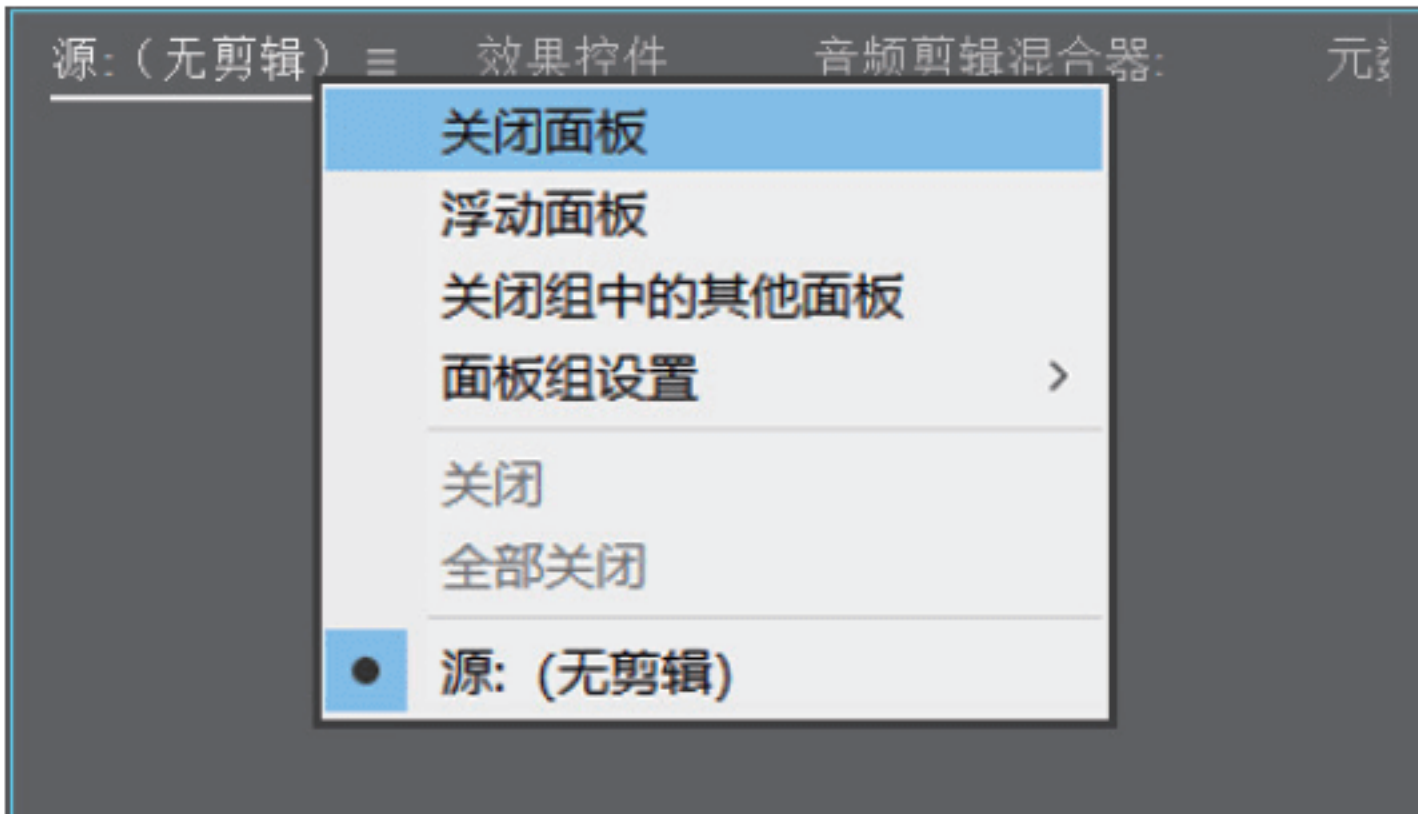 源:（无剪辑） ≡ 效果控件 音频剪辑混合器: 元
关闭面板
浮动面板
关闭组中的其他面板
面板组设置
关闭
全部关闭
源: (无剪辑)